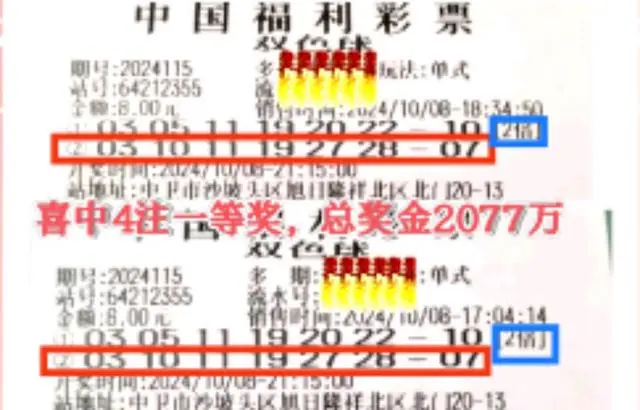 中国福利彩票
双色球
期号:2024115 多 玩法:单式
站号:64212355 流
金额:8.00元 销售时间:2024/10/08-18:34:50
① 03 05 11 19 20 22 - 10 2倍
② 03 10 11 19 27 28 - 07
开奖时间:2024/10/08-21:15:00
站地址:中卫市沙坡头区旭日隆祥北区北门20-13
喜中4注一等奖,总奖金2077万
双色球
期号:2024115 多 期: :单式
站号:64212355 流水号:
金额:8.00元 销售时间:2024/10/08-17:04:14
03 05 11 19 20 22 - 10 2倍
② 03 10 11 19 27 28 - 07
开奖时间:2024/10/08-21:15:00
站地址:中卫市沙坡头区旭日隆祥北区北门20-13